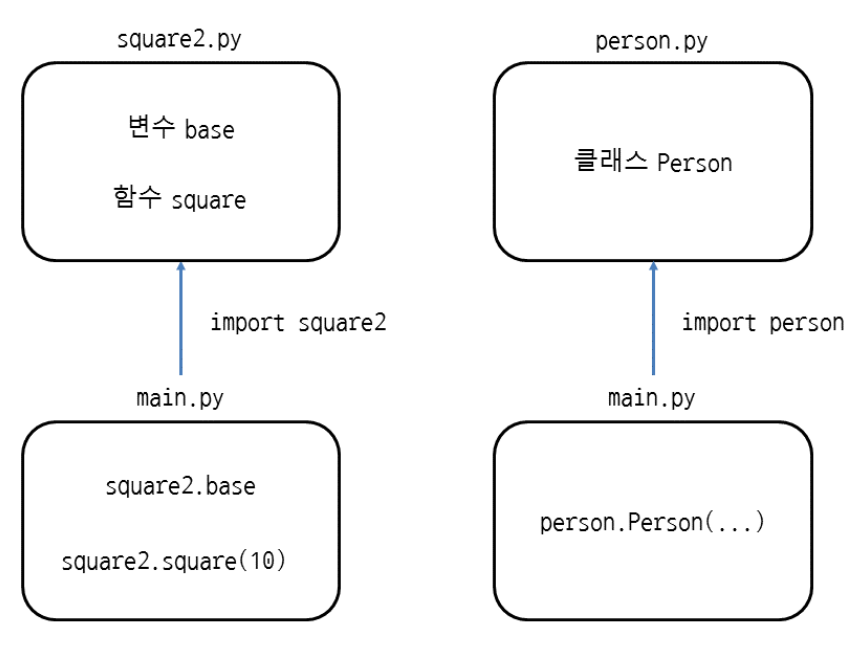 square2.py
변수 base
함수 square
import square2
main.py
square2.base
square2.square(10)
person.py
클래스 Person
import person
main.py
person.Person(...)